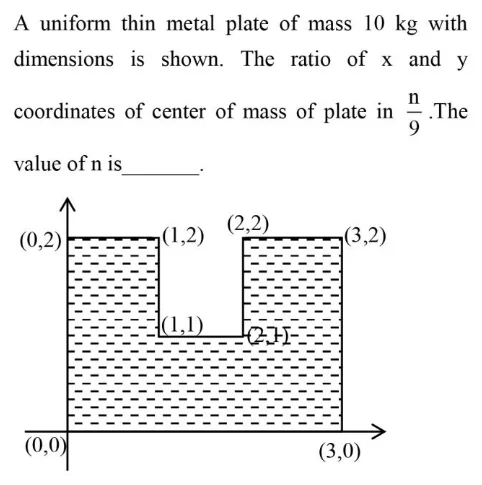 A uniform thin metal plate of mass 10 kg with
dimensions is shown. The ratio of x and y
coordinates of center of mass of plate in n/9 .The
value of n is_______.
(0,2) (1,2) (2,2) (3,2)
(1,1) (2,1)
(0,0) (3,0)